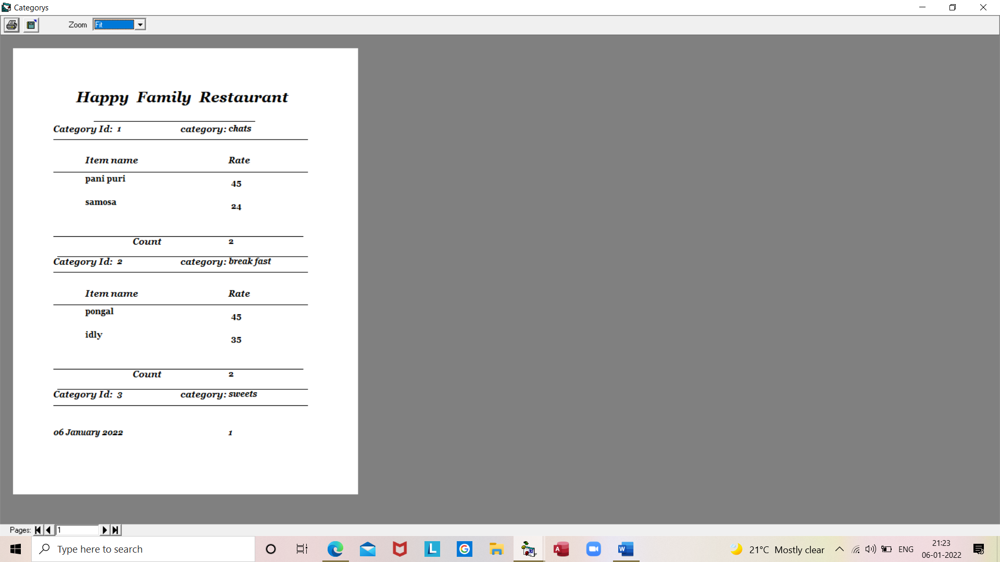 Categorys
Zoom Fit
Happy Family Restaurant
Category Id: 1 category: chats
Item name Rate
pani puri 45
samosa 24
Count 2
Category Id: 2 category: break fast
Item name Rate
pongal 45
idly 35
Count 2
Category Id: 3 category: sweets
06 January 2022 1
Pages: 1
Type here to search
L
G
A
W
21°C Mostly clear
ENG
21:23
06-01-2022